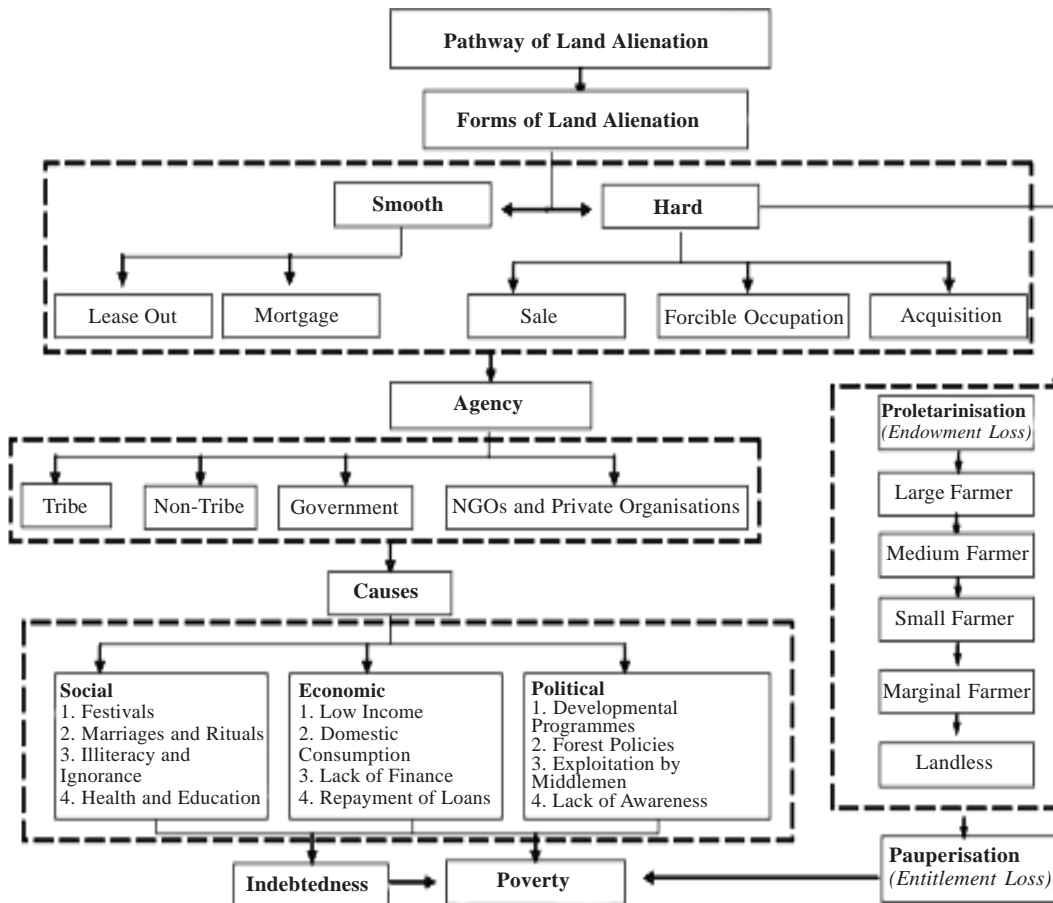 Pathway of Land Alienation
Forms of Land Alienation
Smooth
Hard
Lease Out
Mortgage
Sale
Forcible Occupation
Acquisition
Agency
Tribe
Non-Tribe
Government
NGOs and Private Organisations
Causes
Social
1. Festivals
2. Marriages and Rituals
3. Illiteracy and
Ignorance
4. Health and Education
Economic
1. Low Income
2. Domestic
Consumption
3. Lack of Finance
4. Repayment of Loans
Political
1. Developmental
Programmes
2. Forest Policies
3. Exploitation by
Middlemen
4. Lack of Awareness
Indebtedness
Poverty
Proletarinisation
(Endowment Loss)
Large Farmer
Medium Farmer
Small Farmer
Marginal Farmer
Landless
Pauperisation
(Entitlement Loss)